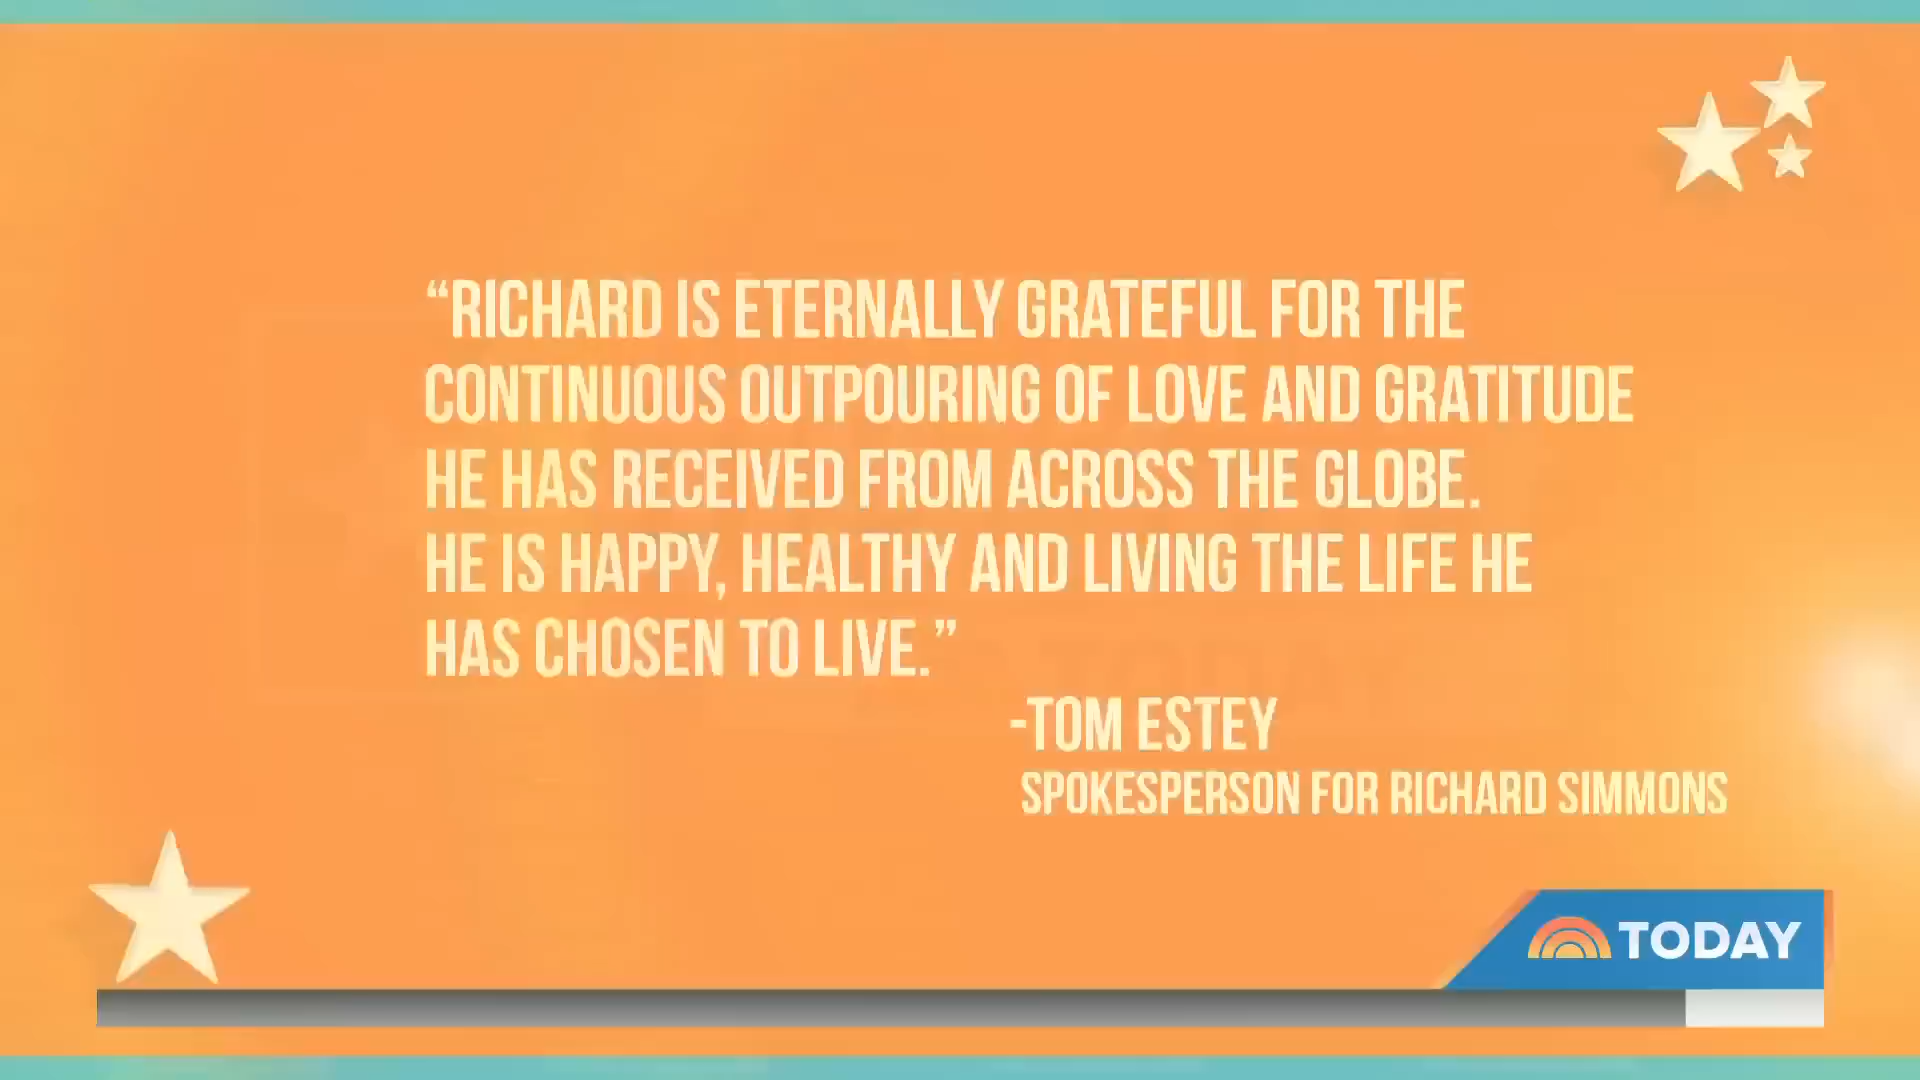 “RICHARD IS ETERNALLY GRATEFUL FOR THE
CONTINUOUS OUTPOURING OF LOVE AND GRATITUDE
HE HAS RECEIVED FROM ACROSS THE GLOBE.
HE IS HAPPY, HEALTHY AND LIVING THE LIFE HE
HAS CHOSEN TO LIVE.”
-TOM ESTEY
SPOKESPERSON FOR RICHARD SIMMONS
TODAY